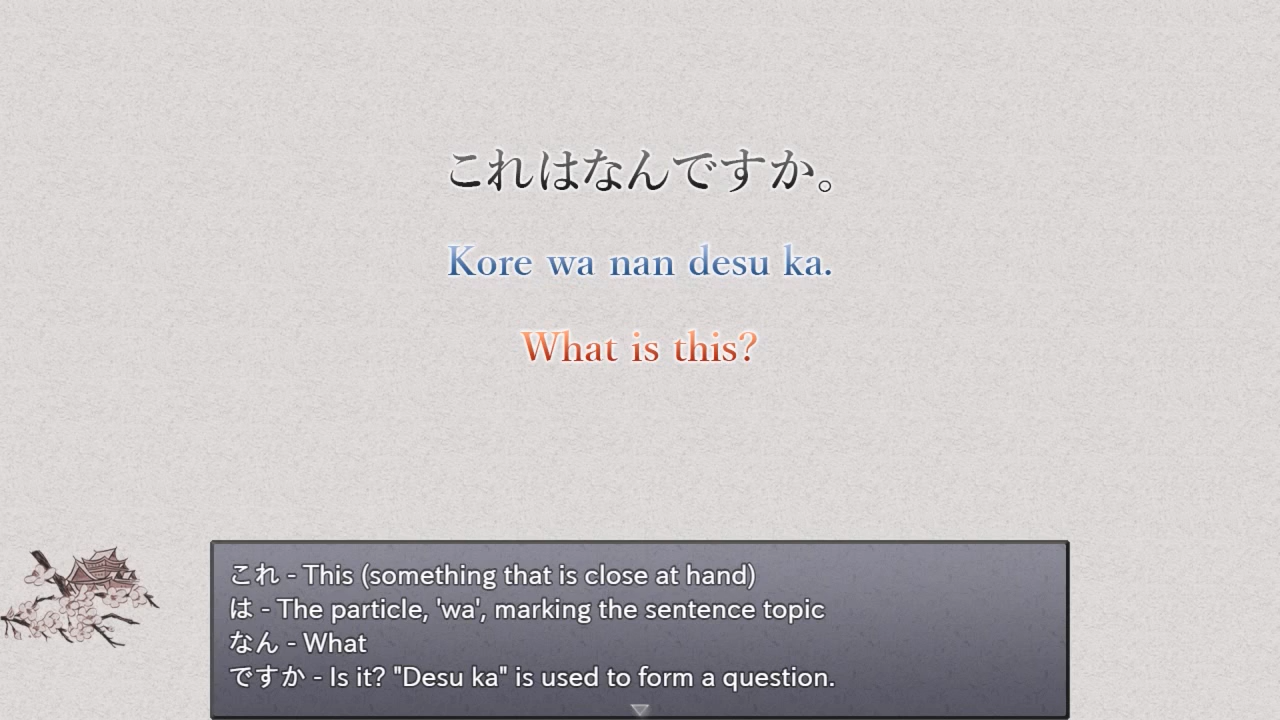 これはなんですか。
Kore wa nan desu ka.
What is this?
これ - This (something that is close at hand)
は - The particle, 'wa', marking the sentence topic
なん - What
ですか - Is it? "Desu ka" is used to form a question.